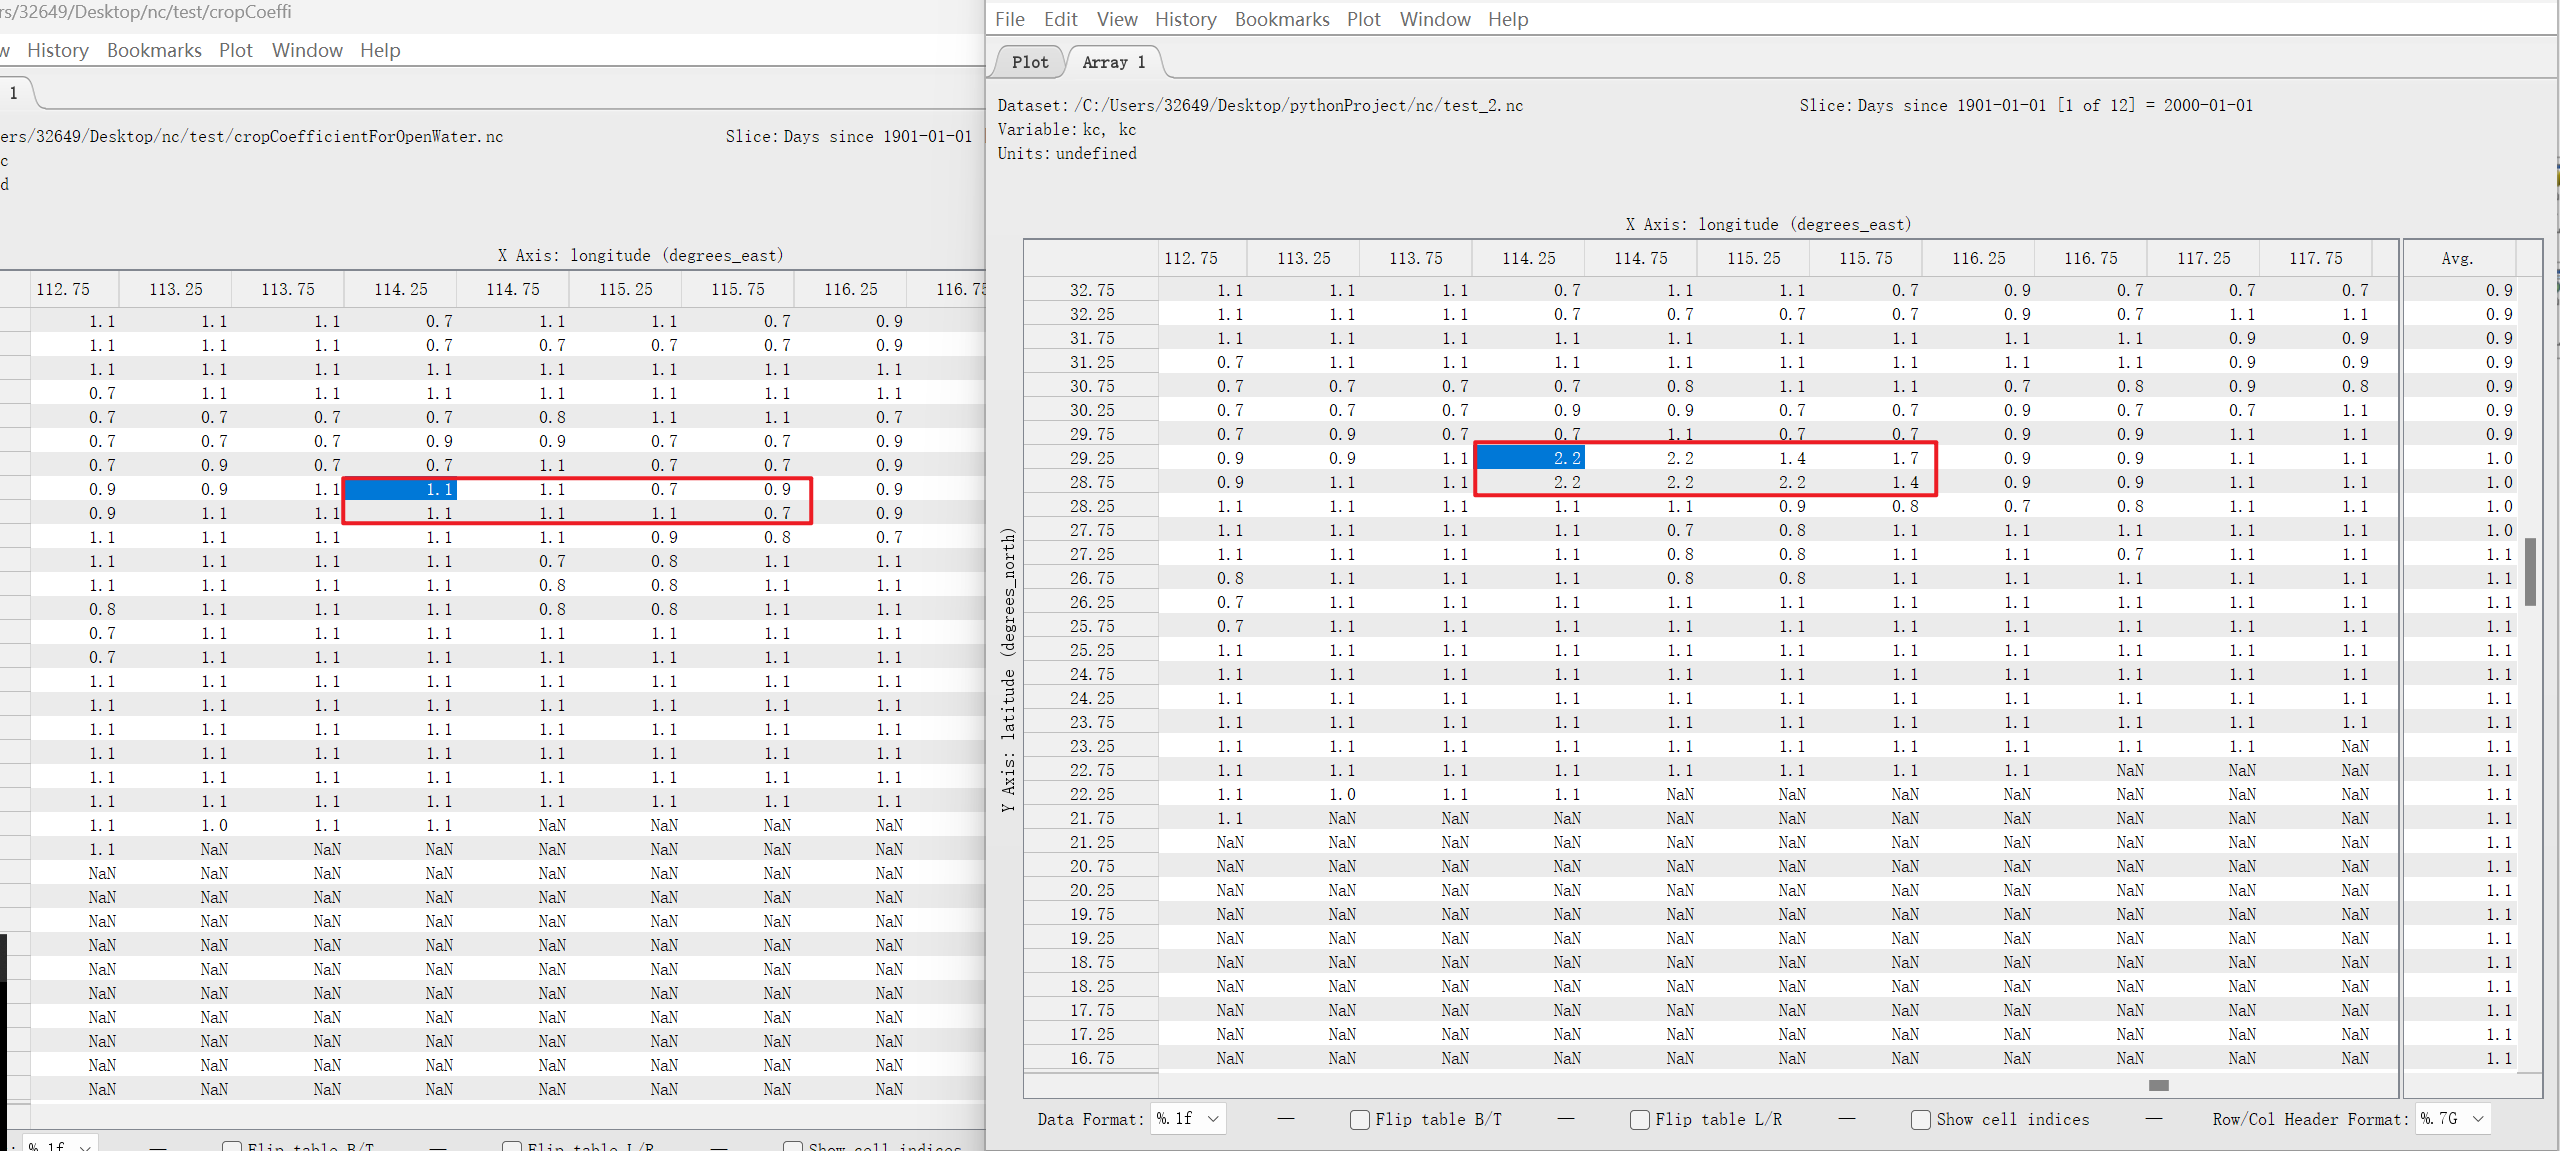 rs/32649/Desktop/nc/test/cropCoeffi
w History Bookmarks Plot Window Help
1
ers/32649/Desktop/nc/test/cropCoefficientForOpenWater.nc Slice: Days since 1901-01-01
c
d
X Axis: longitude (degrees_east)
112.75 113.25 113.75 114.25 114.75 115.25 115.75 116.25 116.75
1.1 1.1 1.1 0.7 1.1 1.1 0.7 0.9
1.1 1.1 1.1 0.7 0.7 0.7 0.7 0.9
1.1 1.1 1.1 1.1 1.1 1.1 1.1 1.1
0.7 1.1 1.1 1.1 1.1 1.1 1.1 1.1
0.7 0.7 0.7 0.7 0.8 1.1 1.1 0.7
0.7 0.7 0.7 0.9 0.9 0.7 0.7 0.9
0.7 0.9 0.7 0.7 1.1 0.7 0.7 0.9
0.9 0.9 1.1 1.1 1.1 0.7 0.9 0.9
0.9 1.1 1.1 1.1 1.1 1.1 0.7 0.9
1.1 1.1 1.1 1.1 1.1 0.9 0.8 0.7
1.1 1.1 1.1 1.1 0.7 0.8 1.1 1.1
1.1 1.1 1.1 1.1 0.8 0.8 1.1 1.1
0.8 1.1 1.1 1.1 0.8 0.8 1.1 1.1
0.7 1.1 1.1 1.1 1.1 1.1 1.1 1.1
0.7 1.1 1.1 1.1 1.1 1.1 1.1 1.1
1.1 1.1 1.1 1.1 1.1 1.1 1.1 1.1
1.1 1.1 1.1 1.1 1.1 1.1 1.1 1.1
1.1 1.1 1.1 1.1 1.1 1.1 1.1 1.1
1.1 1.1 1.1 1.1 1.1 1.1 1.1 1.1
1.1 1.1 1.1 1.1 1.1 1.1 1.1 1.1
1.1 1.1 1.1 1.1 1.1 1.1 1.1 1.1
1.1 1.0 1.1 1.1 NaN NaN NaN NaN
1.1 NaN NaN NaN NaN NaN NaN NaN
NaN NaN NaN NaN NaN NaN NaN NaN
NaN NaN NaN NaN NaN NaN NaN NaN
NaN NaN NaN NaN NaN NaN NaN NaN
NaN NaN NaN NaN NaN NaN NaN NaN
NaN NaN NaN NaN NaN NaN NaN NaN
NaN NaN NaN NaN NaN NaN NaN NaN
NaN NaN NaN NaN NaN NaN NaN NaN
NaN NaN NaN NaN NaN NaN NaN NaN
NaN NaN NaN NaN NaN NaN NaN NaN
NaN NaN NaN NaN NaN NaN NaN NaN
: %.1f — Flip table B/T — Flip table L/R — Show cell indices
File Edit View History Bookmarks Plot Window Help
Plot Array 1
Dataset: /C:/Users/32649/Desktop/pythonProject/nc/test_2.nc Slice: Days since 1901-01-01 [1 of 12] = 2000-01-01
Variable: kc, kc
Units: undefined
X Axis: longitude (degrees_east)
112.75 113.25 113.75 114.25 114.75 115.25 115.75 116.25 116.75 117.25 117.75 Avg.
32.75 1.1 1.1 1.1 0.7 1.1 1.1 0.7 0.9 0.7 0.7 0.7 0.9
32.25 1.1 1.1 1.1 0.7 0.7 0.7 0.7 0.9 0.7 1.1 1.1 0.9
31.75 1.1 1.1 1.1 1.1 1.1 1.1 1.1 1.1 1.1 0.9 0.9 0.9
31.25 0.7 1.1 1.1 1.1 1.1 1.1 1.1 1.1 1.1 0.9 0.9 0.9
30.75 0.7 0.7 0.7 0.7 0.8 1.1 1.1 0.7 0.8 0.9 0.8 0.9
30.25 0.7 0.7 0.7 0.9 0.9 0.7 0.7 0.9 0.7 0.7 1.1 0.9
29.75 0.7 0.9 0.7 0.7 1.1 0.7 0.7 0.9 0.9 1.1 1.1 0.9
29.25 0.9 0.9 1.1 2.2 2.2 1.4 1.7 0.9 0.9 1.1 1.1 1.0
28.75 0.9 1.1 1.1 2.2 2.2 2.2 1.4 0.9 0.9 1.1 1.1 1.0
28.25 1.1 1.1 1.1 1.1 1.1 0.9 0.8 0.7 0.8 1.1 1.1 1.0
27.75 1.1 1.1 1.1 1.1 0.7 0.8 1.1 1.1 1.1 1.1 1.1 1.0
27.25 1.1 1.1 1.1 1.1 0.8 0.8 1.1 1.1 0.7 1.1 1.1 1.1
26.75 0.8 1.1 1.1 1.1 0.8 0.8 1.1 1.1 1.1 1.1 1.1 1.1
26.25 0.7 1.1 1.1 1.1 1.1 1.1 1.1 1.1 1.1 1.1 1.1 1.1
25.75 0.7 1.1 1.1 1.1 1.1 1.1 1.1 1.1 1.1 1.1 1.1 1.1
25.25 1.1 1.1 1.1 1.1 1.1 1.1 1.1 1.1 1.1 1.1 1.1 1.1
24.75 1.1 1.1 1.1 1.1 1.1 1.1 1.1 1.1 1.1 1.1 1.1 1.1
24.25 1.1 1.1 1.1 1.1 1.1 1.1 1.1 1.1 1.1 1.1 1.1 1.1
23.75 1.1 1.1 1.1 1.1 1.1 1.1 1.1 1.1 1.1 1.1 1.1 1.1
23.25 1.1 1.1 1.1 1.1 1.1 1.1 1.1 1.1 1.1 1.1 NaN 1.1
22.75 1.1 1.1 1.1 1.1 1.1 1.1 1.1 1.1 NaN NaN NaN 1.1
22.25 1.1 1.0 1.1 1.1 NaN NaN NaN NaN NaN NaN NaN 1.1
21.75 1.1 NaN NaN NaN NaN NaN NaN NaN NaN NaN NaN 1.1
21.25 NaN NaN NaN NaN NaN NaN NaN NaN NaN NaN NaN 1.1
20.75 NaN NaN NaN NaN NaN NaN NaN NaN NaN NaN NaN 1.1
20.25 NaN NaN NaN NaN NaN NaN NaN NaN NaN NaN NaN 1.1
19.75 NaN NaN NaN NaN NaN NaN NaN NaN NaN NaN NaN 1.1
19.25 NaN NaN NaN NaN NaN NaN NaN NaN NaN NaN NaN 1.1
18.75 NaN NaN NaN NaN NaN NaN NaN NaN NaN NaN NaN 1.1
18.25 NaN NaN NaN NaN NaN NaN NaN NaN NaN NaN NaN 1.1
17.75 NaN NaN NaN NaN NaN NaN NaN NaN NaN NaN NaN 1.1
17.25 NaN NaN NaN NaN NaN NaN NaN NaN NaN NaN NaN 1.1
16.75 NaN NaN NaN NaN NaN NaN NaN NaN NaN NaN NaN 1.1
Y Axis: latitude (degrees_north)
Data Format: %.1f — Flip table B/T — Flip table L/R — Show cell indices — Row/Col Header Format: %.7G